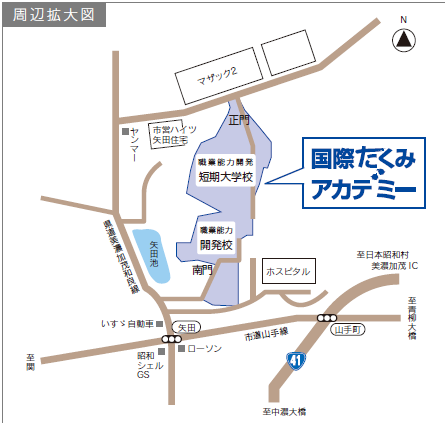 周辺拡大図
N
マザック2
正門
市営ハイツ
矢田住宅
ヤンマー
職業能力開発
短期大学校
国際たくみ
アカデミー
職業能力
開発校
県道美濃加茂和良線
矢田池
南門
ホスピタル
至日本昭和村
美濃加茂IC
いすゞ自動車
矢田
市道山手線
山手町
至青柳大橋
至関
昭和
シェル
GS
ローソン
41
至中濃大橋